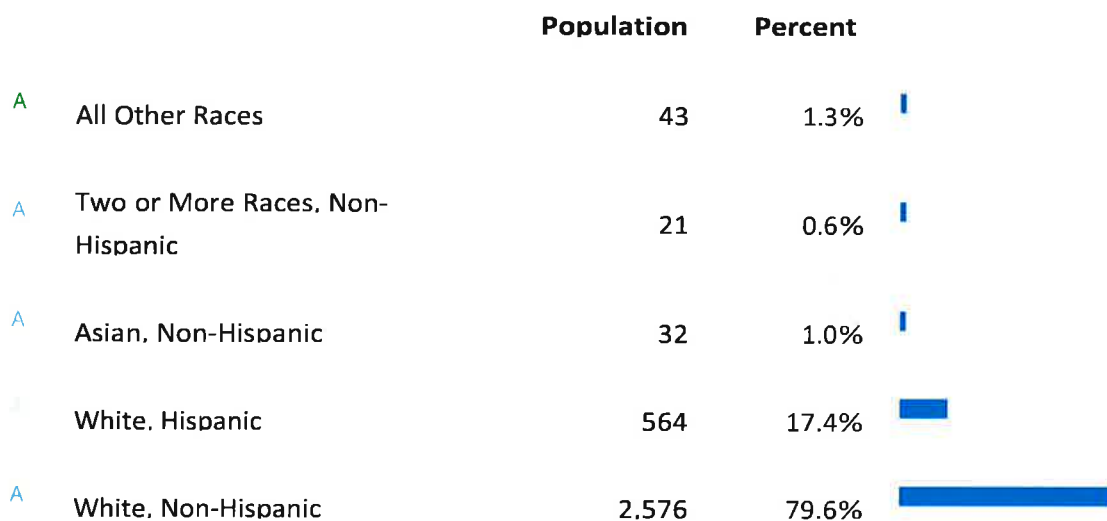 Population Percent
A All Other Races 43 1.3%
A Two or More Races, Non-
Hispanic 21 0.6%
A Asian, Non-Hispanic 32 1.0%
White, Hispanic 564 17.4%
A White, Non-Hispanic 2,576 79.6%